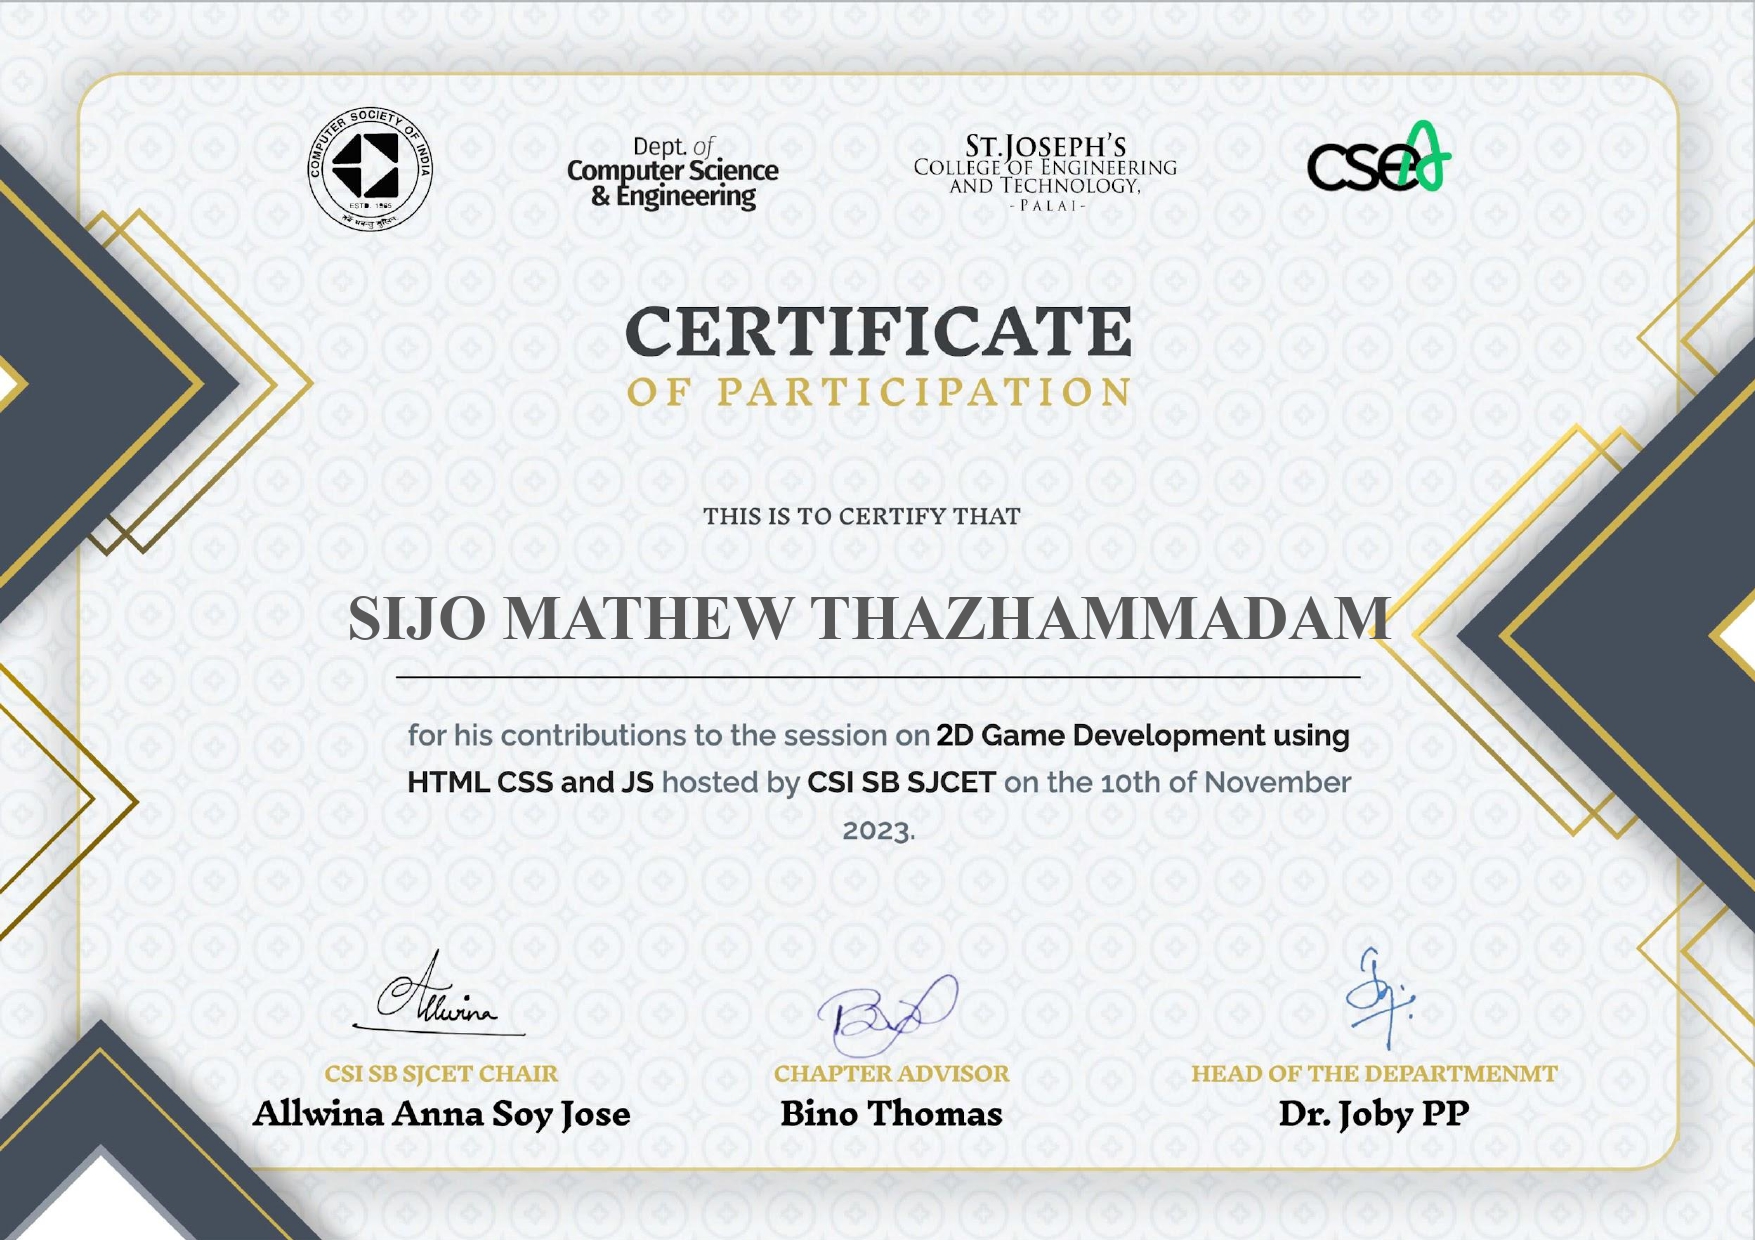 COMPUTER SOCIETY OF INDIA
ESTD. 1965
Dept. of
Computer Science
& Engineering
ST.JOSEPH'S
COLLEGE OF ENGINEERING
AND TECHNOLOGY,
-PALAI-
CSEA
CERTIFICATE
OF PARTICIPATION
THIS IS TO CERTIFY THAT
SIJO MATHEW THAZHAMMADAM
for his contributions to the session on 2D Game Development using
HTML CSS and JS hosted by CSI SB SJCET on the 10th of November
2023.
Allwina
CSI SB SJCET CHAIR
Allwina Anna Soy Jose
CHAPTER ADVISOR
Bino Thomas
HEAD OF THE DEPARTMENMT
Dr. Joby PP